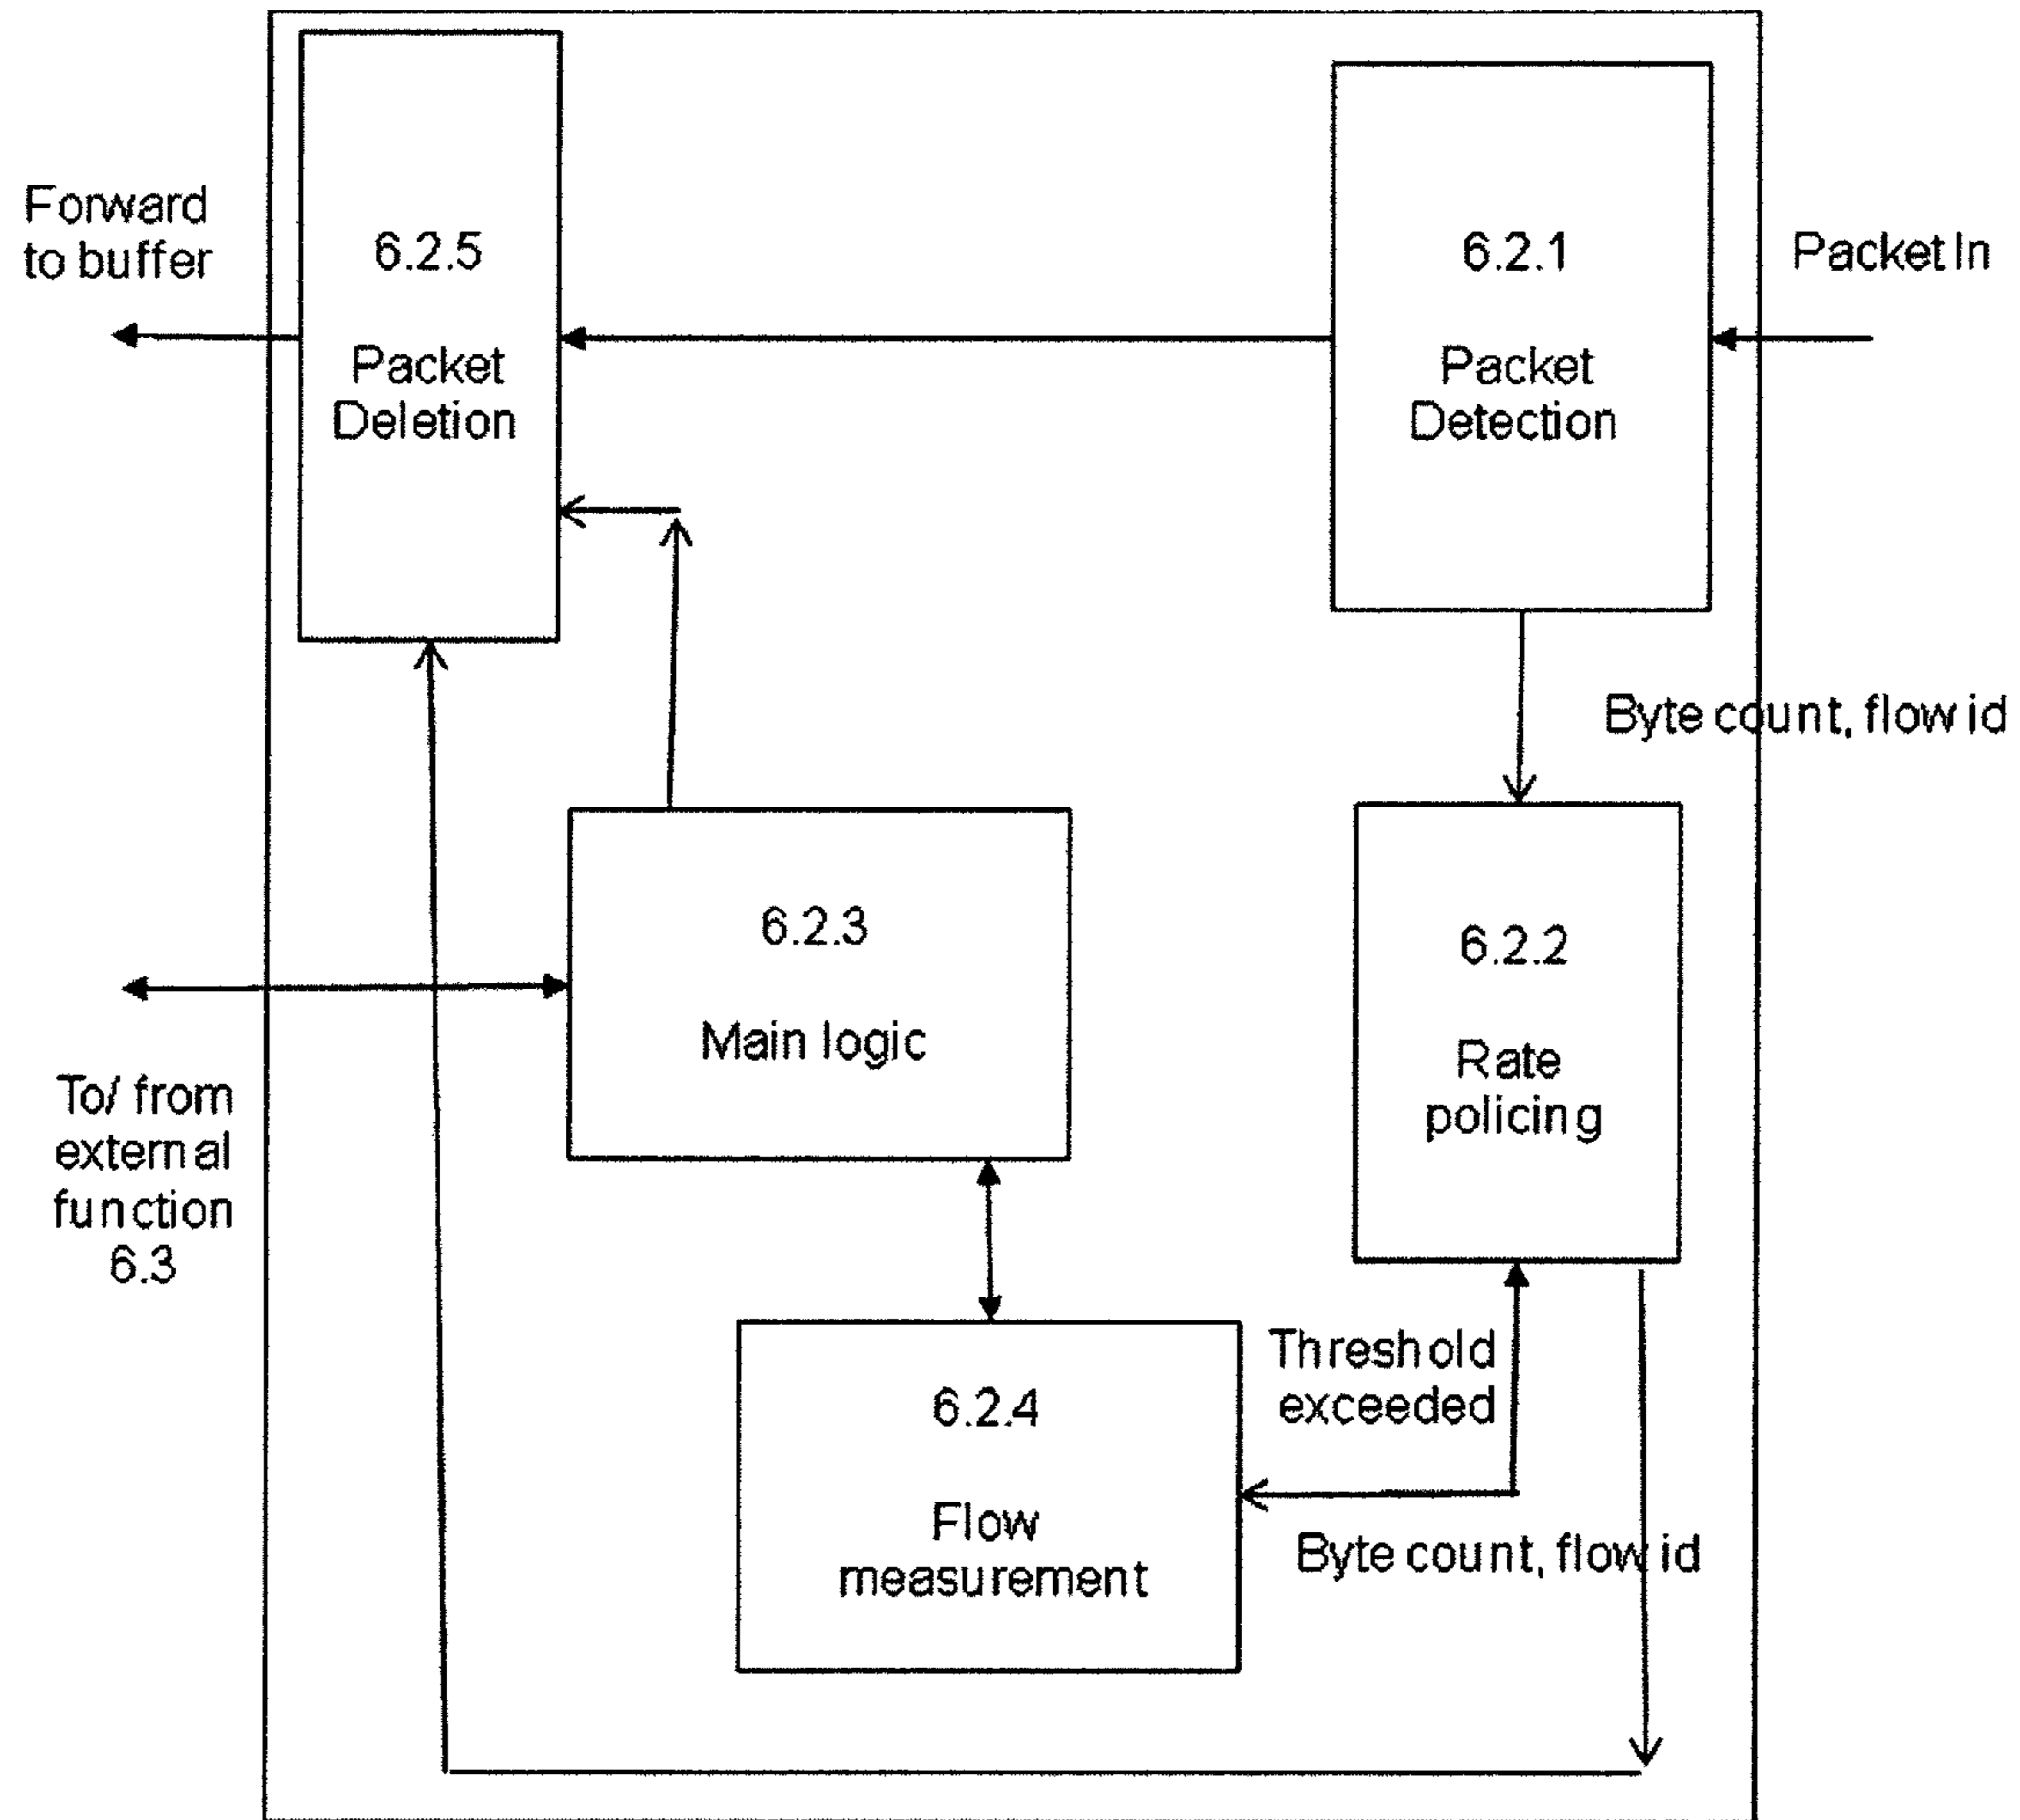 Forward
to buffer
6.2.5
Packet
Deletion
6.2.1
Packet
Detection
Packet In
Byte count, flow id
6.2.3
Main logic
6.2.2
Rate
policing
To/ from
external
function
6.3
Threshold
exceeded
6.2.4
Flow
measurement
Byte count, flow id